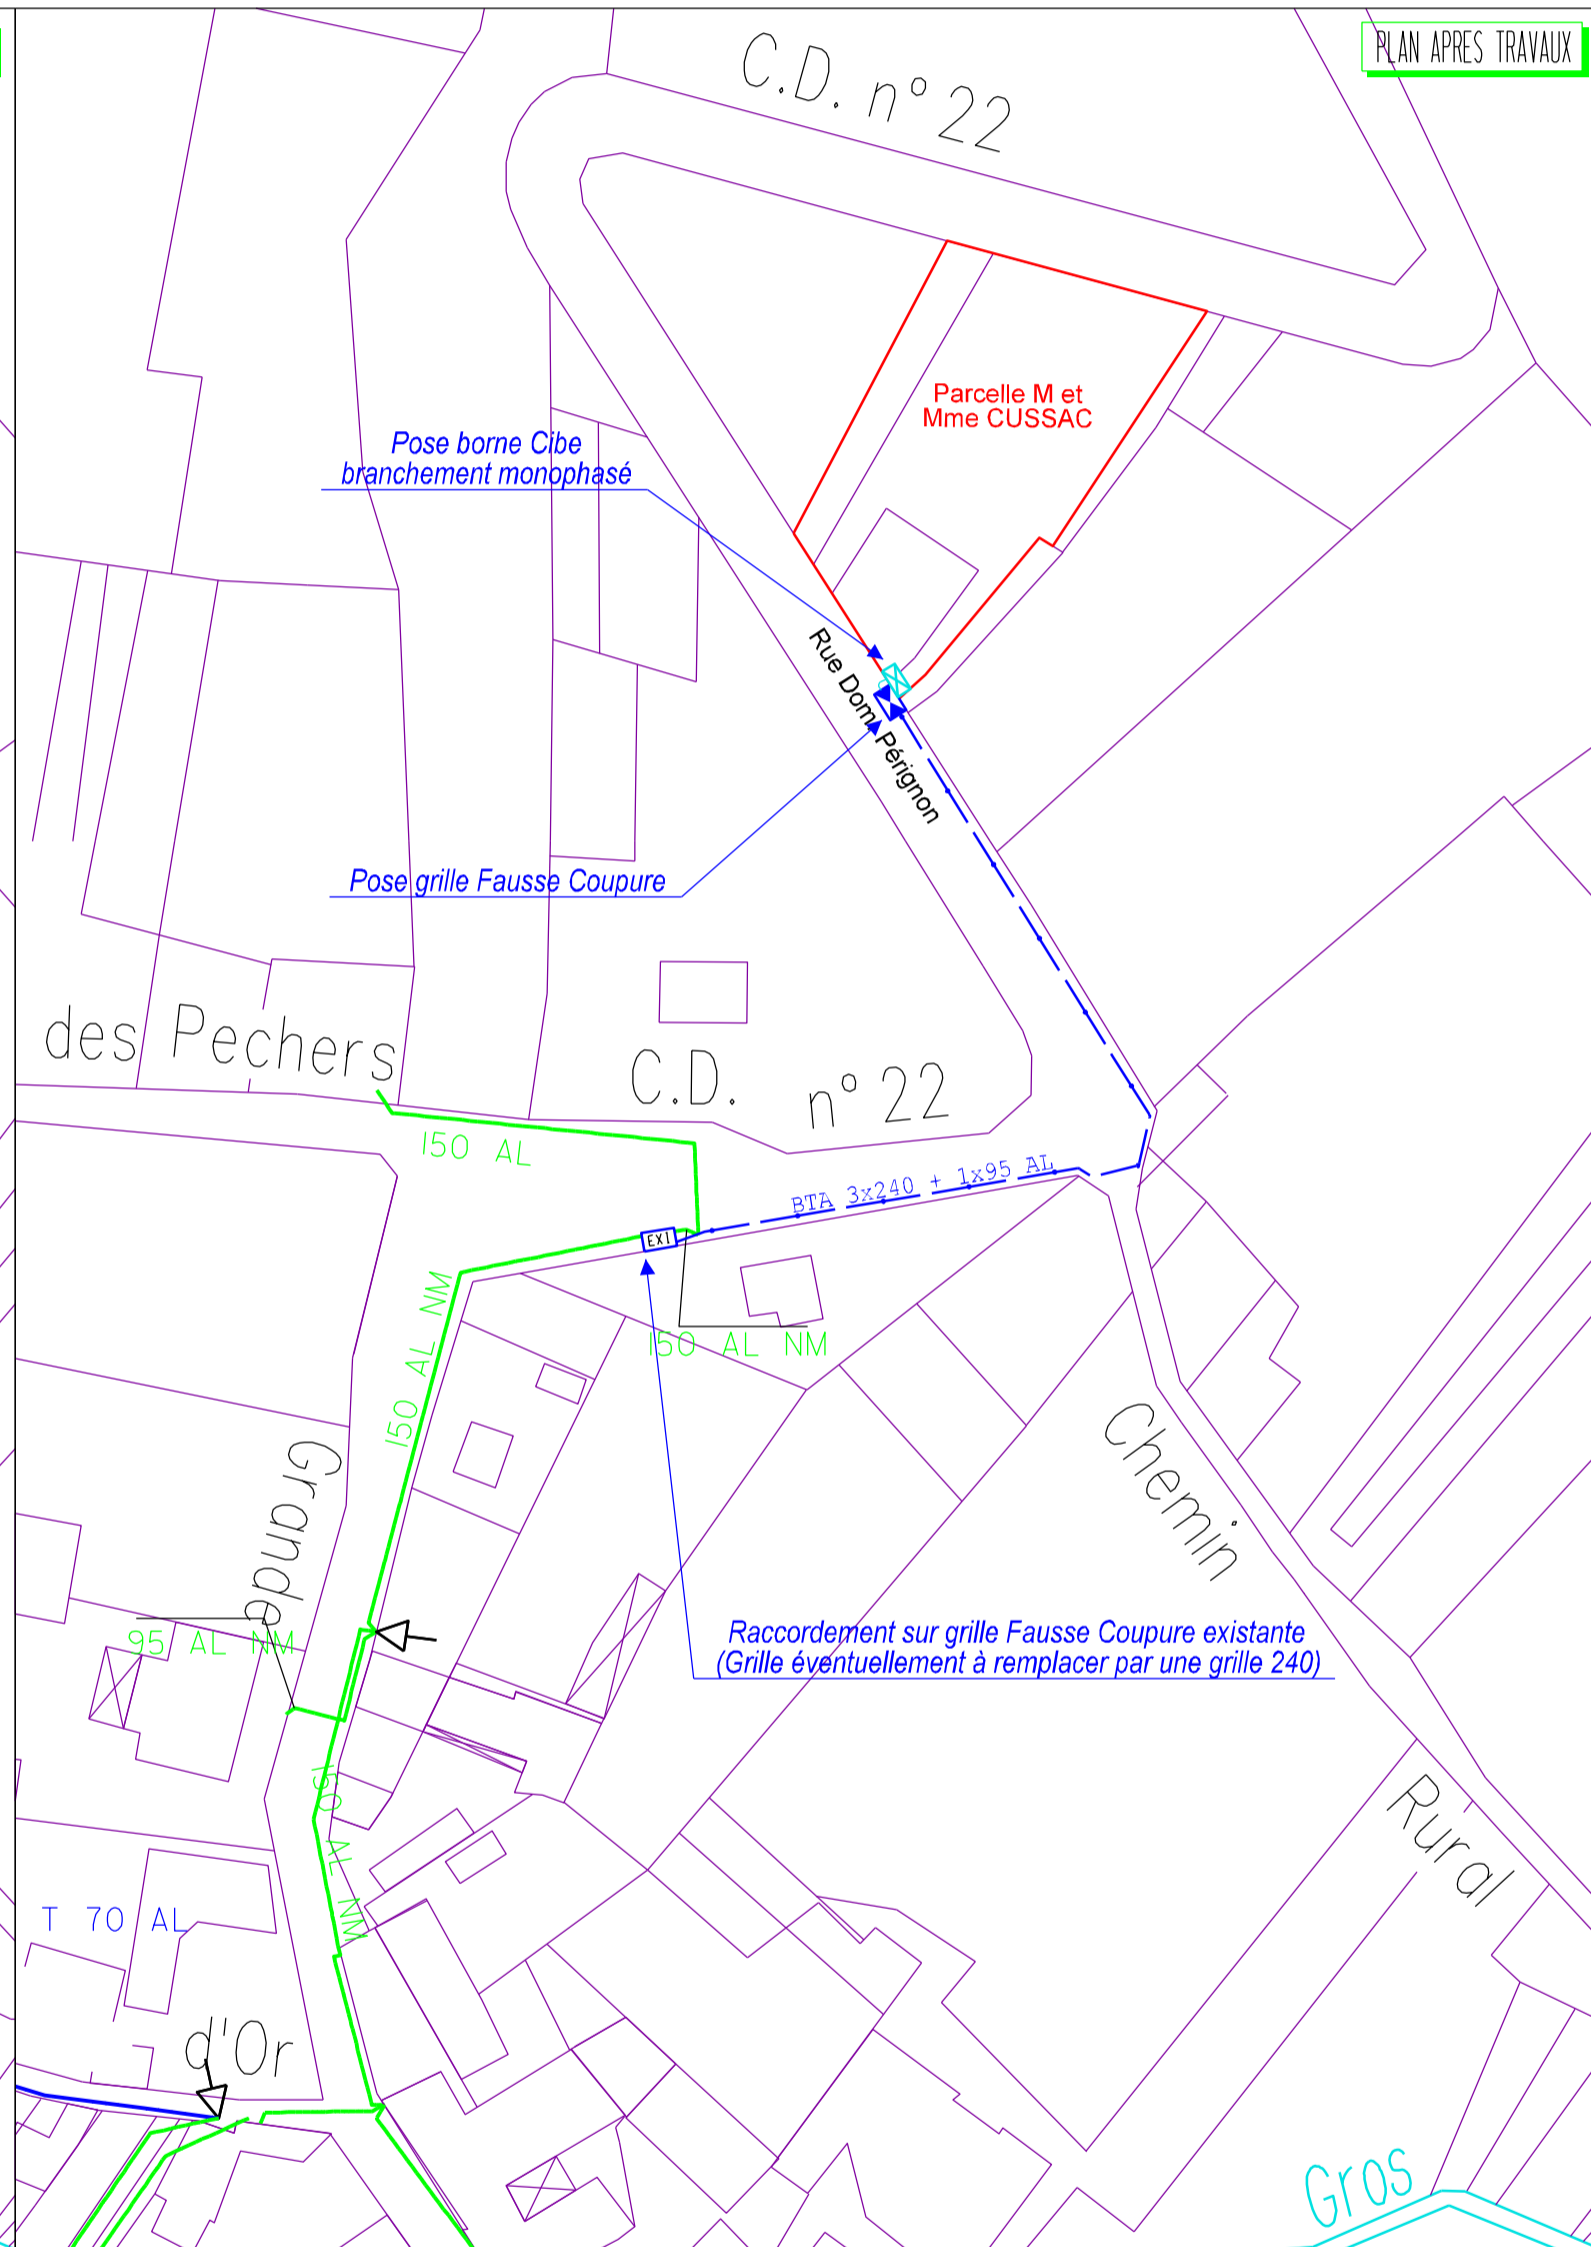 PLAN APRES TRAVAUX
C.D. n° 22
Parcelle M et
Mme CUSSAC
Pose borne Cibe
branchement monophasé
Rue Dom Pérignon
Pose grille Fausse Coupure
des Pechers
C.D. n° 22
150 AL
BTA 3x240 + 1x95 AL
EXI
150 AL NM
150 AL NM
Chemin
Grande
Raccordement sur grille Fausse Coupure existante
(Grille éventuellement à remplacer par une grille 240)
95 AL NM
150 AL NM
Rural
T 70 AL
d'Or
Gros